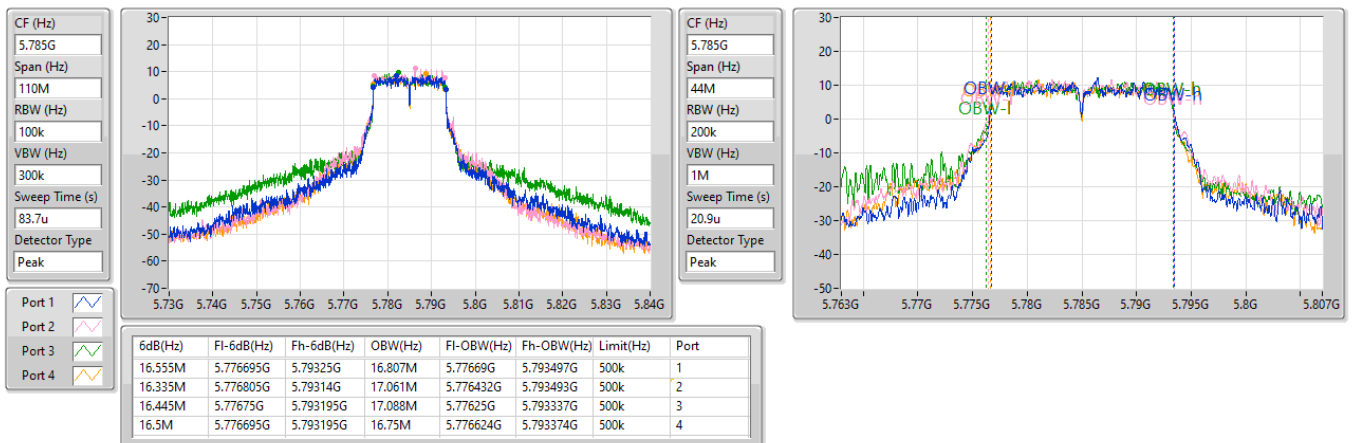 CF (Hz)
5.785G
Span (Hz)
110M
RBW (Hz)
100k
VBW (Hz)
300k
Sweep Time (s)
83.7u
Detector Type
Peak
30
20
10
0
-10
-20
-30
-40
-50
-60
-70
5.73G 5.74G 5.75G 5.76G 5.77G 5.78G 5.79G 5.8G 5.81G 5.82G 5.83G 5.84G
CF (Hz)
5.785G
Span (Hz)
44M
RBW (Hz)
200k
VBW (Hz)
1M
Sweep Time (s)
20.9u
Detector Type
Peak
30
20
10
0
-10
-20
-30
-40
-50
OBW-l
OBW-h
5.763G 5.77G 5.775G 5.78G 5.785G 5.79G 5.795G 5.8G 5.807G
Port 1
Port 2
Port 3
Port 4
6dB(Hz) Fl-6dB(Hz) Fh-6dB(Hz) OBW(Hz) Fl-OBW(Hz) Fh-OBW(Hz) Limit(Hz) Port
16.555M 5.776695G 5.79325G 16.807M 5.77669G 5.793497G 500k 1
16.335M 5.776805G 5.79314G 17.061M 5.776432G 5.793493G 500k 2
16.445M 5.77675G 5.793195G 17.088M 5.77625G 5.793337G 500k 3
16.5M 5.776695G 5.793195G 16.75M 5.776624G 5.793374G 500k 4